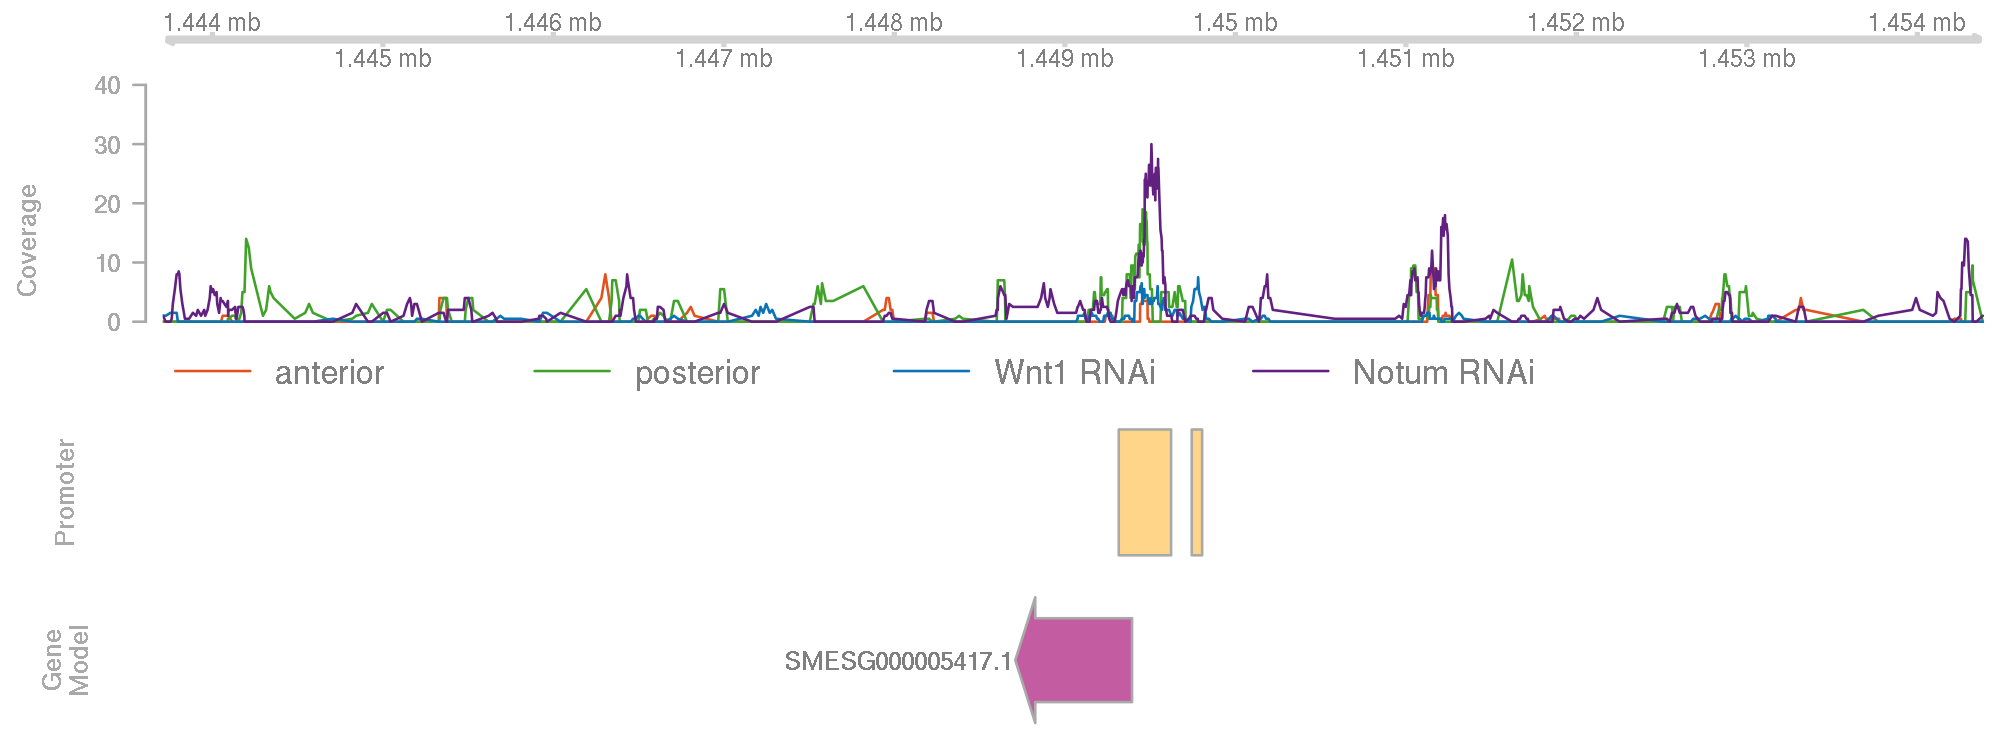 1.444 mb 1.446 mb 1.448 mb 1.45 mb 1.452 mb 1.454 mb
1.445 mb 1.447 mb 1.449 mb 1.451 mb 1.453 mb
40
30
20
10
0
Coverage
anterior posterior Wnt1 RNAi Notum RNAi
Promoter
Gene
Model
SMESG000005417.1